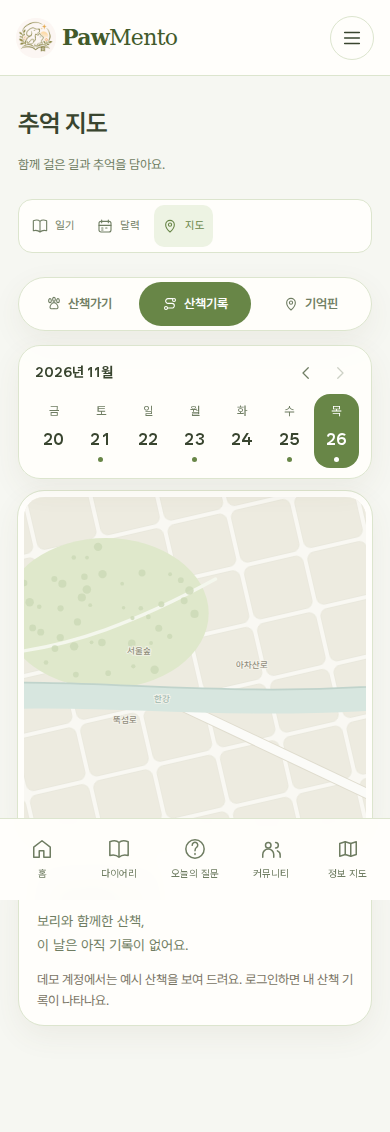 PawMento
추억 지도
함께 걸은 길과 추억을 담아요.
일기 달력 지도
산책가기 산책기록 기억핀
2026년 11월
금 토 일 월 화 수 목
20 21 22 23 24 25 26
서울숲
아차산로
한강
뚝섬로
홈 다이어리 오늘의 질문 커뮤니티 정보 지도
보리와 함께한 산책,
이 날은 아직 기록이 없어요.
데모 계정에서는 예시 산책을 보여 드려요. 로그인하면 내 산책 기
록이 나타나요.